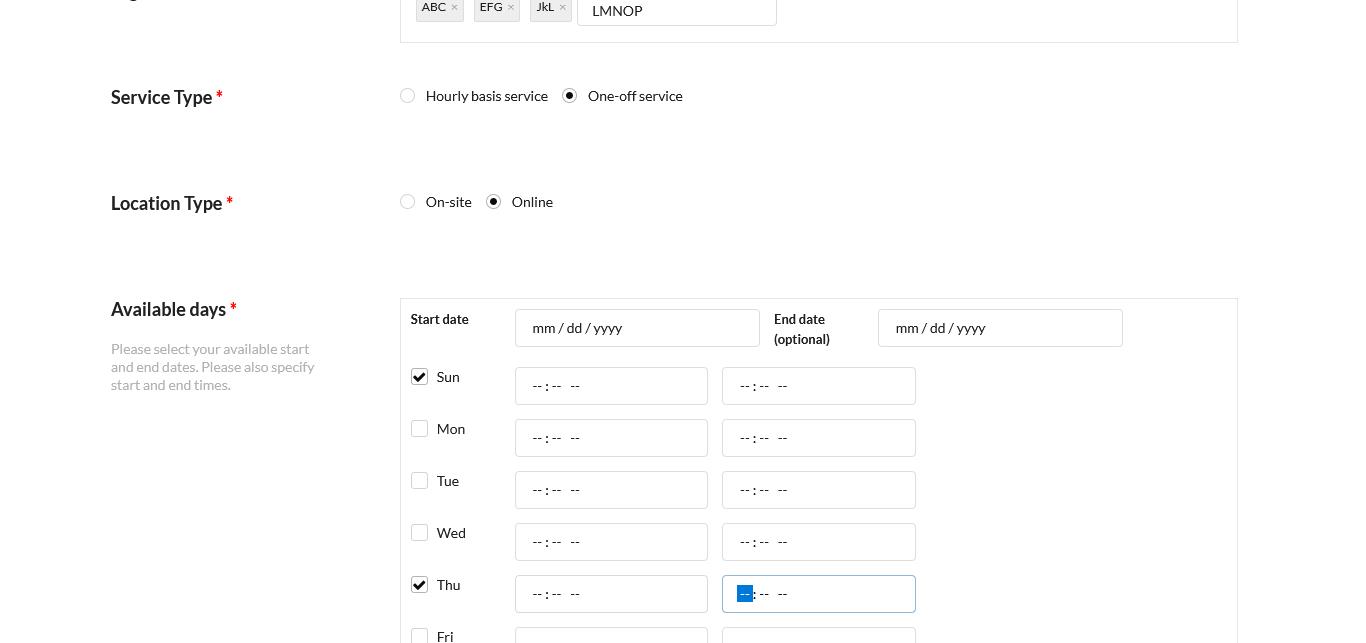 ABC × EFG × JkL × LMNOP
Service Type * Hourly basis service One-off service
Location Type * On-site Online
Available days *
Please select your available start
and end dates. Please also specify
start and end times.
Start date mm / dd / yyyy End date
(optional) mm / dd / yyyy
Sun --:-- -- --:-- --
Mon --:-- -- --:-- --
Tue --:-- -- --:-- --
Wed --:-- -- --:-- --
Thu --:-- -- --:-- --
Fri